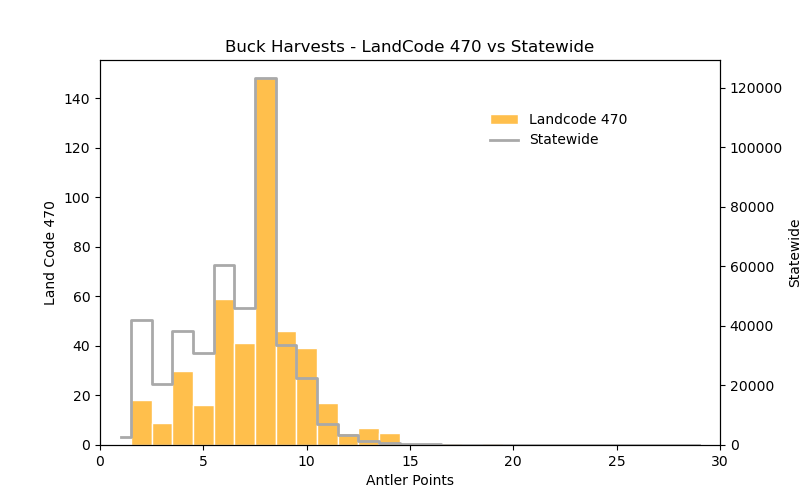 Buck Harvests - LandCode 470 vs Statewide
140
120
100
80
60
40
20
0
Land Code 470
120000
100000
80000
60000
40000
20000
0
Statewide
Landcode 470
Statewide
0 5 10 15 20 25 30
Antler Points